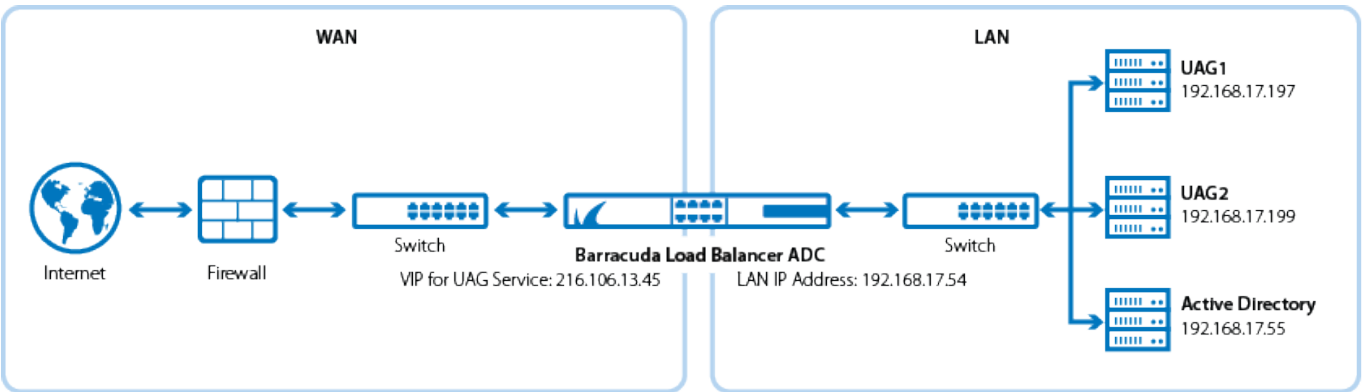 WAN
LAN
UAG1
192.168.17.197
UAG2
192.168.17.199
Internet
Firewall
Switch
Barracuda Load Balancer ADC
Switch
VIP for UAG Service: 216.106.13.45
LAN IP Address: 192.168.17.54
Active Directory
192.168.17.55